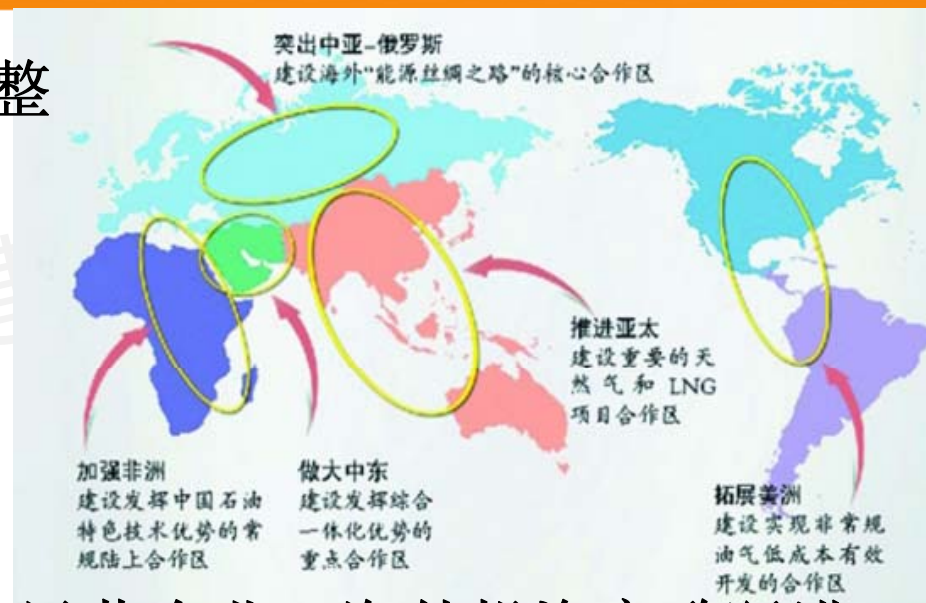 整
突出中亚-俄罗斯
建设海外“能源丝绸之路”的核心合作区
推进亚太
建设重要的天
然气和 LNG
项目合作区
加强非洲
建设发挥中国石油
特色技术优势的常
规陆上合作区
做大中东
建设发挥综合
一体化优势的
重点合作区
拓展美洲
建设实现非常规
油气低成本有效
开发的合作区